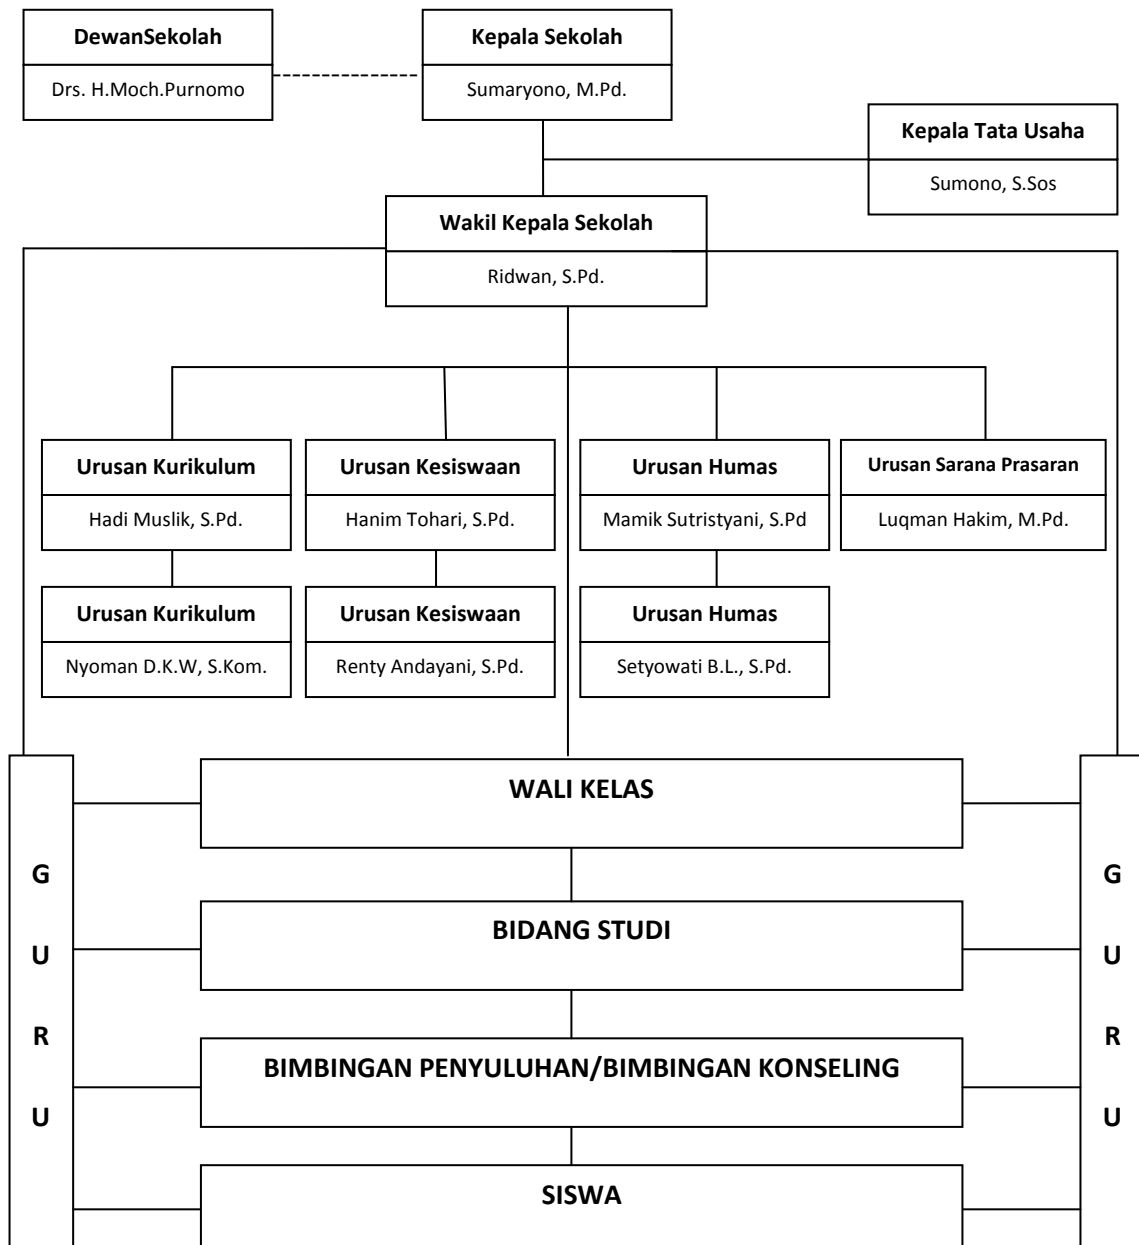 DewanSekolah
Drs. H.Moch.Purnomo
Kepala Sekolah
Sumaryono, M.Pd.
Kepala Tata Usaha
Sumono, S.Sos
Wakil Kepala Sekolah
Ridwan, S.Pd.
Urusan Kurikulum
Hadi Muslik, S.Pd.
Urusan Kesiswaan
Hanim Tohari, S.Pd.
Urusan Humas
Mamik Sutristyani, S.Pd
Urusan Sarana Prasaran
Luqman Hakim, M.Pd.
Urusan Kurikulum
Nyoman D.K.W, S.Kom.
Urusan Kesiswaan
Renty Andayani, S.Pd.
Urusan Humas
Setyowati B.L., S.Pd.
G
U
R
U
WALI KELAS
BIDANG STUDI
BIMBINGAN PENYULUHAN/BIMBINGAN KONSELING
SISWA
G
U
R
U